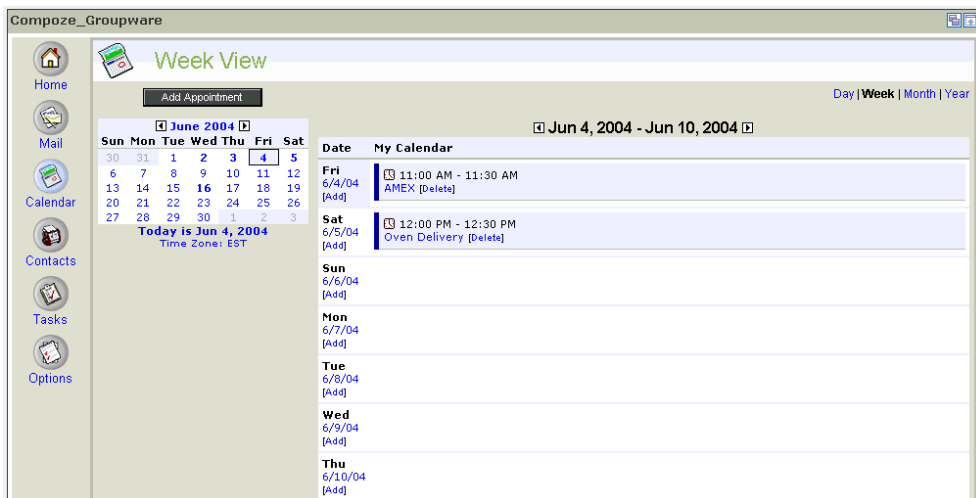 Compoze_Groupware
Home
Mail
Calendar
Contacts
Tasks
Options
Week View
Add Appointment
Day | Week | Month | Year
June 2004
Sun Mon Tue Wed Thu Fri Sat
30 31 1 2 3 4 5
6 7 8 9 10 11 12
13 14 15 16 17 18 19
20 21 22 23 24 25 26
27 28 29 30 1 2 3
Today is Jun 4, 2004
Time Zone: EST
Jun 4, 2004 - Jun 10, 2004
Date My Calendar
Fri
6/4/04
[Add]
11:00 AM - 11:30 AM
AMEX [Delete]
Sat
6/5/04
[Add]
12:00 PM - 12:30 PM
Oven Delivery [Delete]
Sun
6/6/04
[Add]
Mon
6/7/04
[Add]
Tue
6/8/04
[Add]
Wed
6/9/04
[Add]
Thu
6/10/04
[Add]